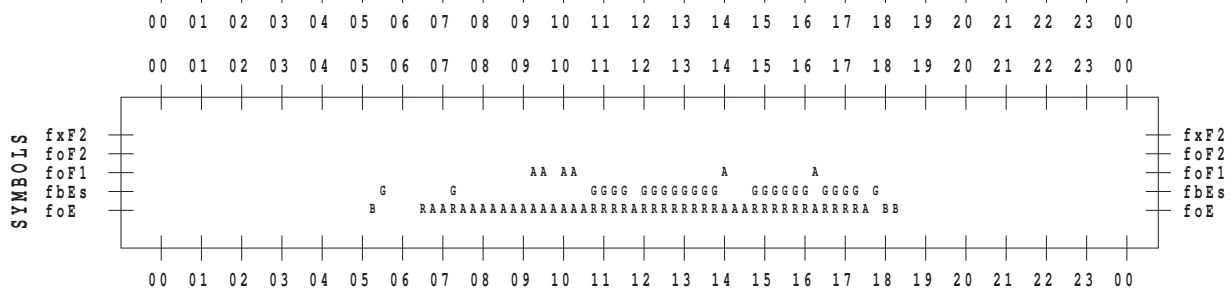 00 01 02 03 04 05 06 07 08 09 10 11 12 13 14 15 16 17 18 19 20 21 22 23 00
00 01 02 03 04 05 06 07 08 09 10 11 12 13 14 15 16 17 18 19 20 21 22 23 00
SYMBOLS
fxF2 fxF2
foF2 foF2
foF1 AA AA A A foF1
fbEs G G GGGG GGGGGGGG GGGGGG GGGG G fbEs
foE B RAARAAAAAAAAAAAAARRRRARRRRRRRRAAARRRRRRARRRRA BB foE
00 01 02 03 04 05 06 07 08 09 10 11 12 13 14 15 16 17 18 19 20 21 22 23 00